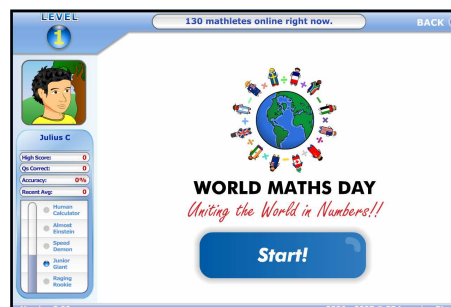 LEVEL
1
130 mathletes online right now.
BACK
Julius C
High Score: 0
Qs Correct: 0
Accuracy: 0%
Recent Avg: 0
Human
Calculator
Almost
Einstein
Speed
Demon
Junior
Giant
Raging
Rookie
WORLD MATHS DAY
Uniting the World in Numbers!!
Start!